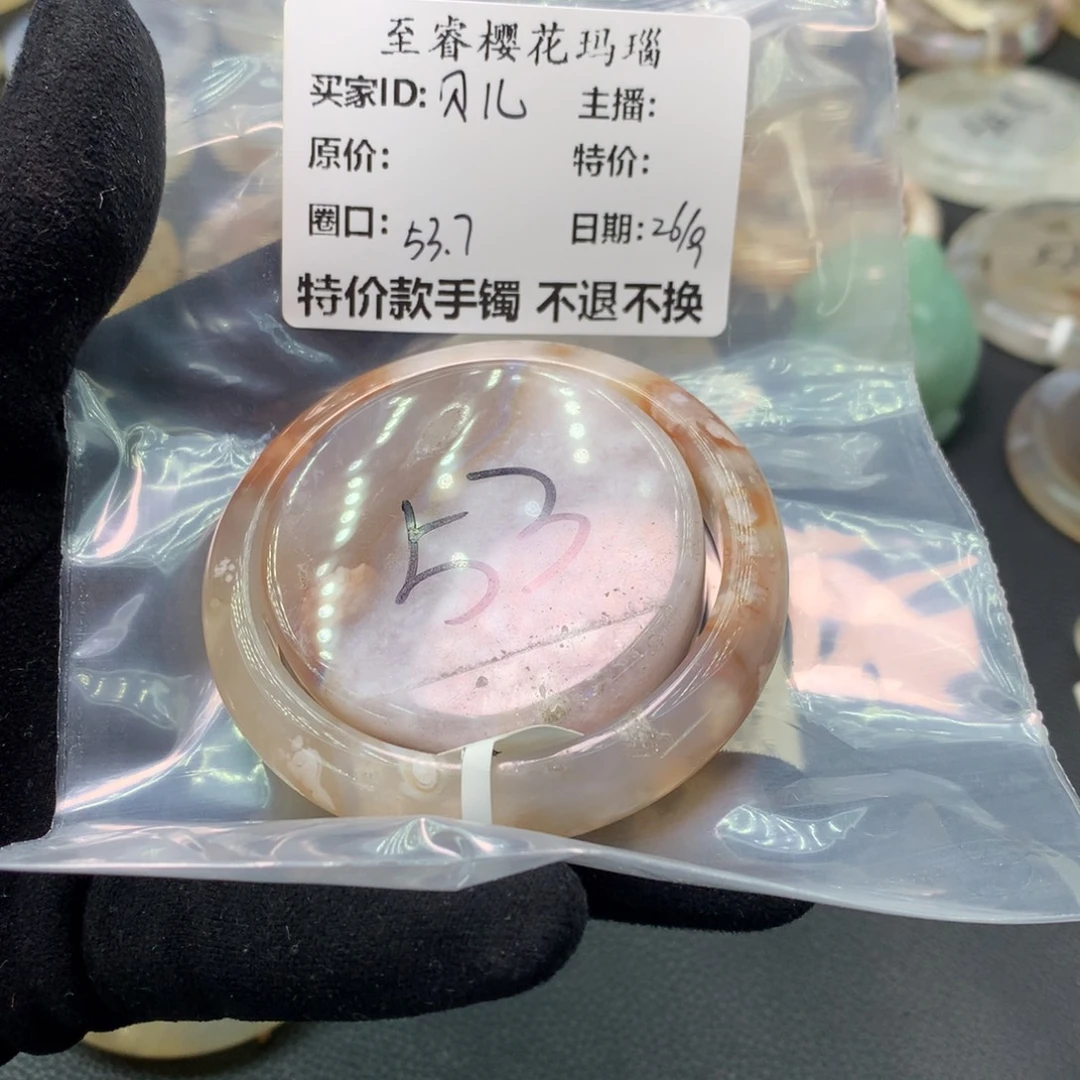 至睿樱花玛瑙
买家ID: 贝儿 主播:
原价: 特价:
圈口: 53.7 日期: 26/9
特价款手镯 不退不换
53